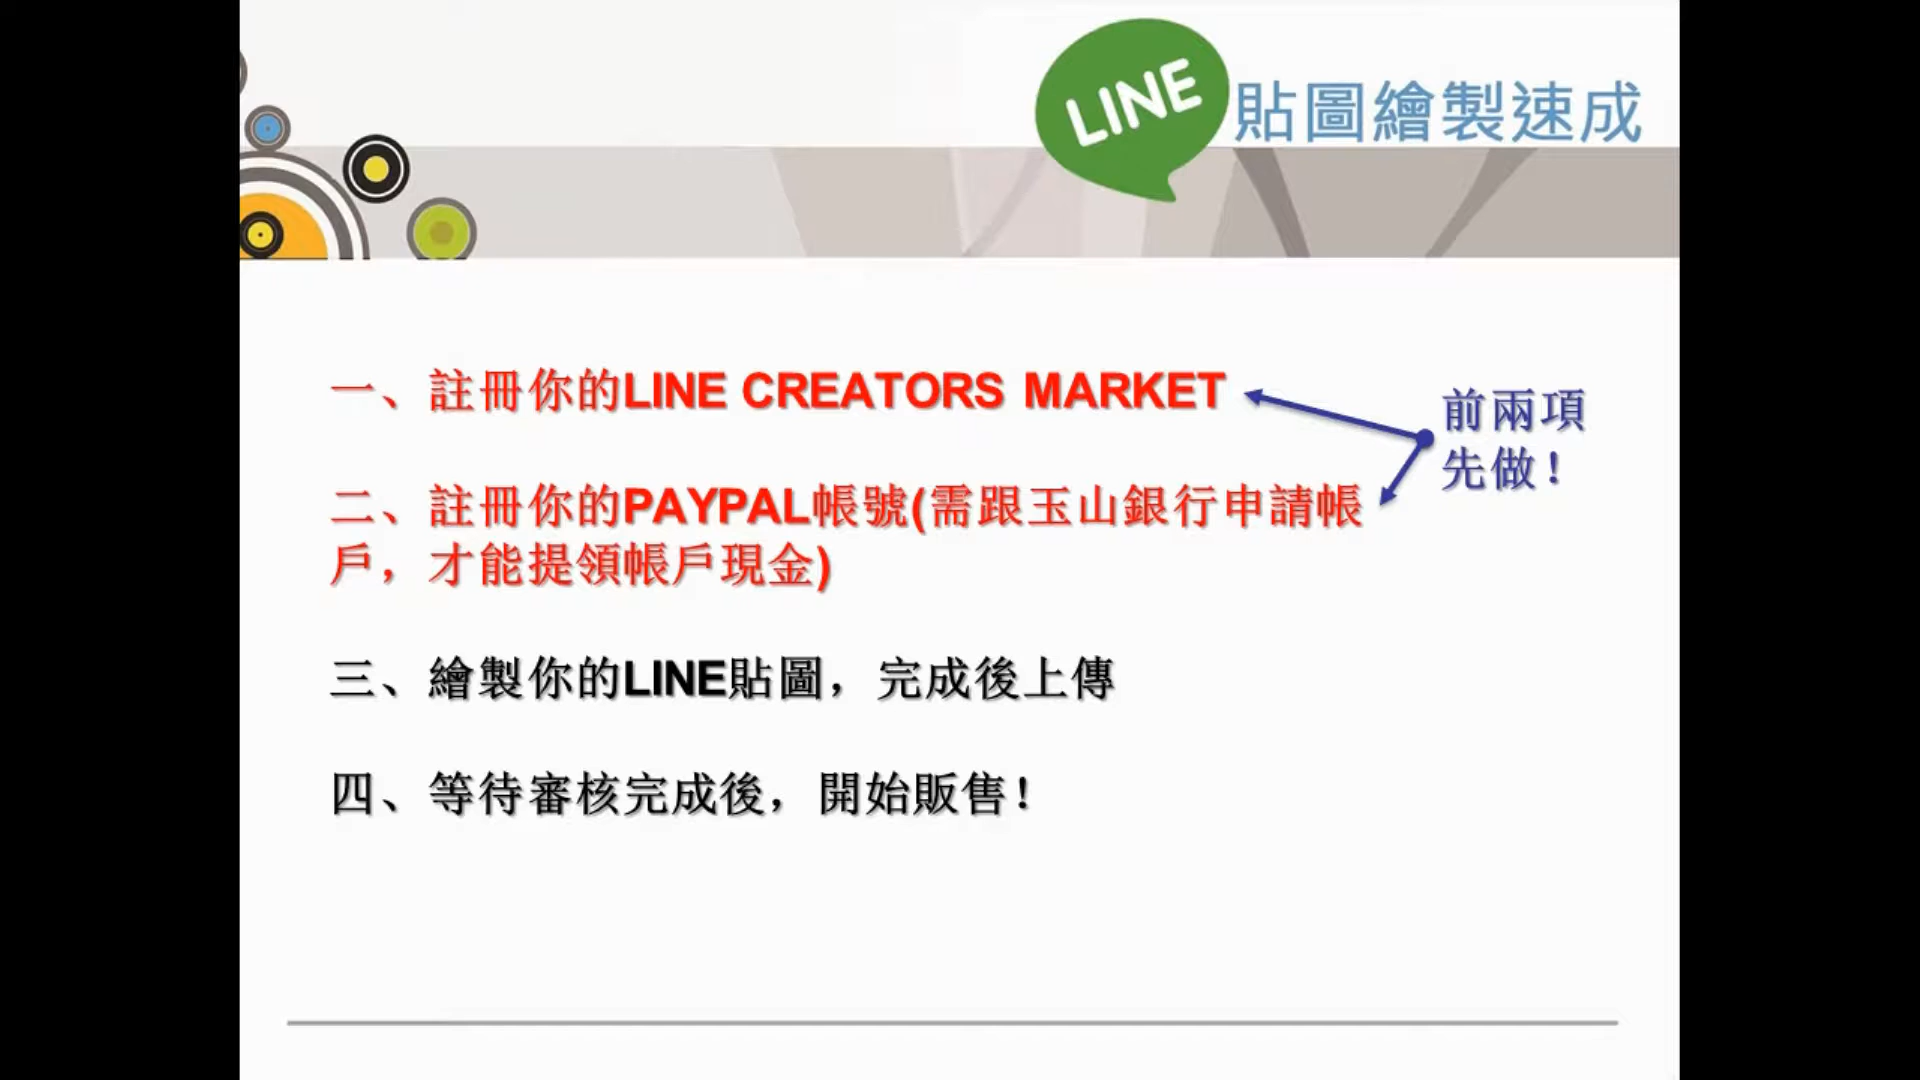 LINE 貼圖繪製速成
一、註冊你的LINE CREATORS MARKET
前兩項
先做！
二、註冊你的PAYPAL帳號(需跟玉山銀行申請帳
戶，才能提領帳戶現金)
三、繪製你的LINE貼圖，完成後上傳
四、等待審核完成後，開始販售！